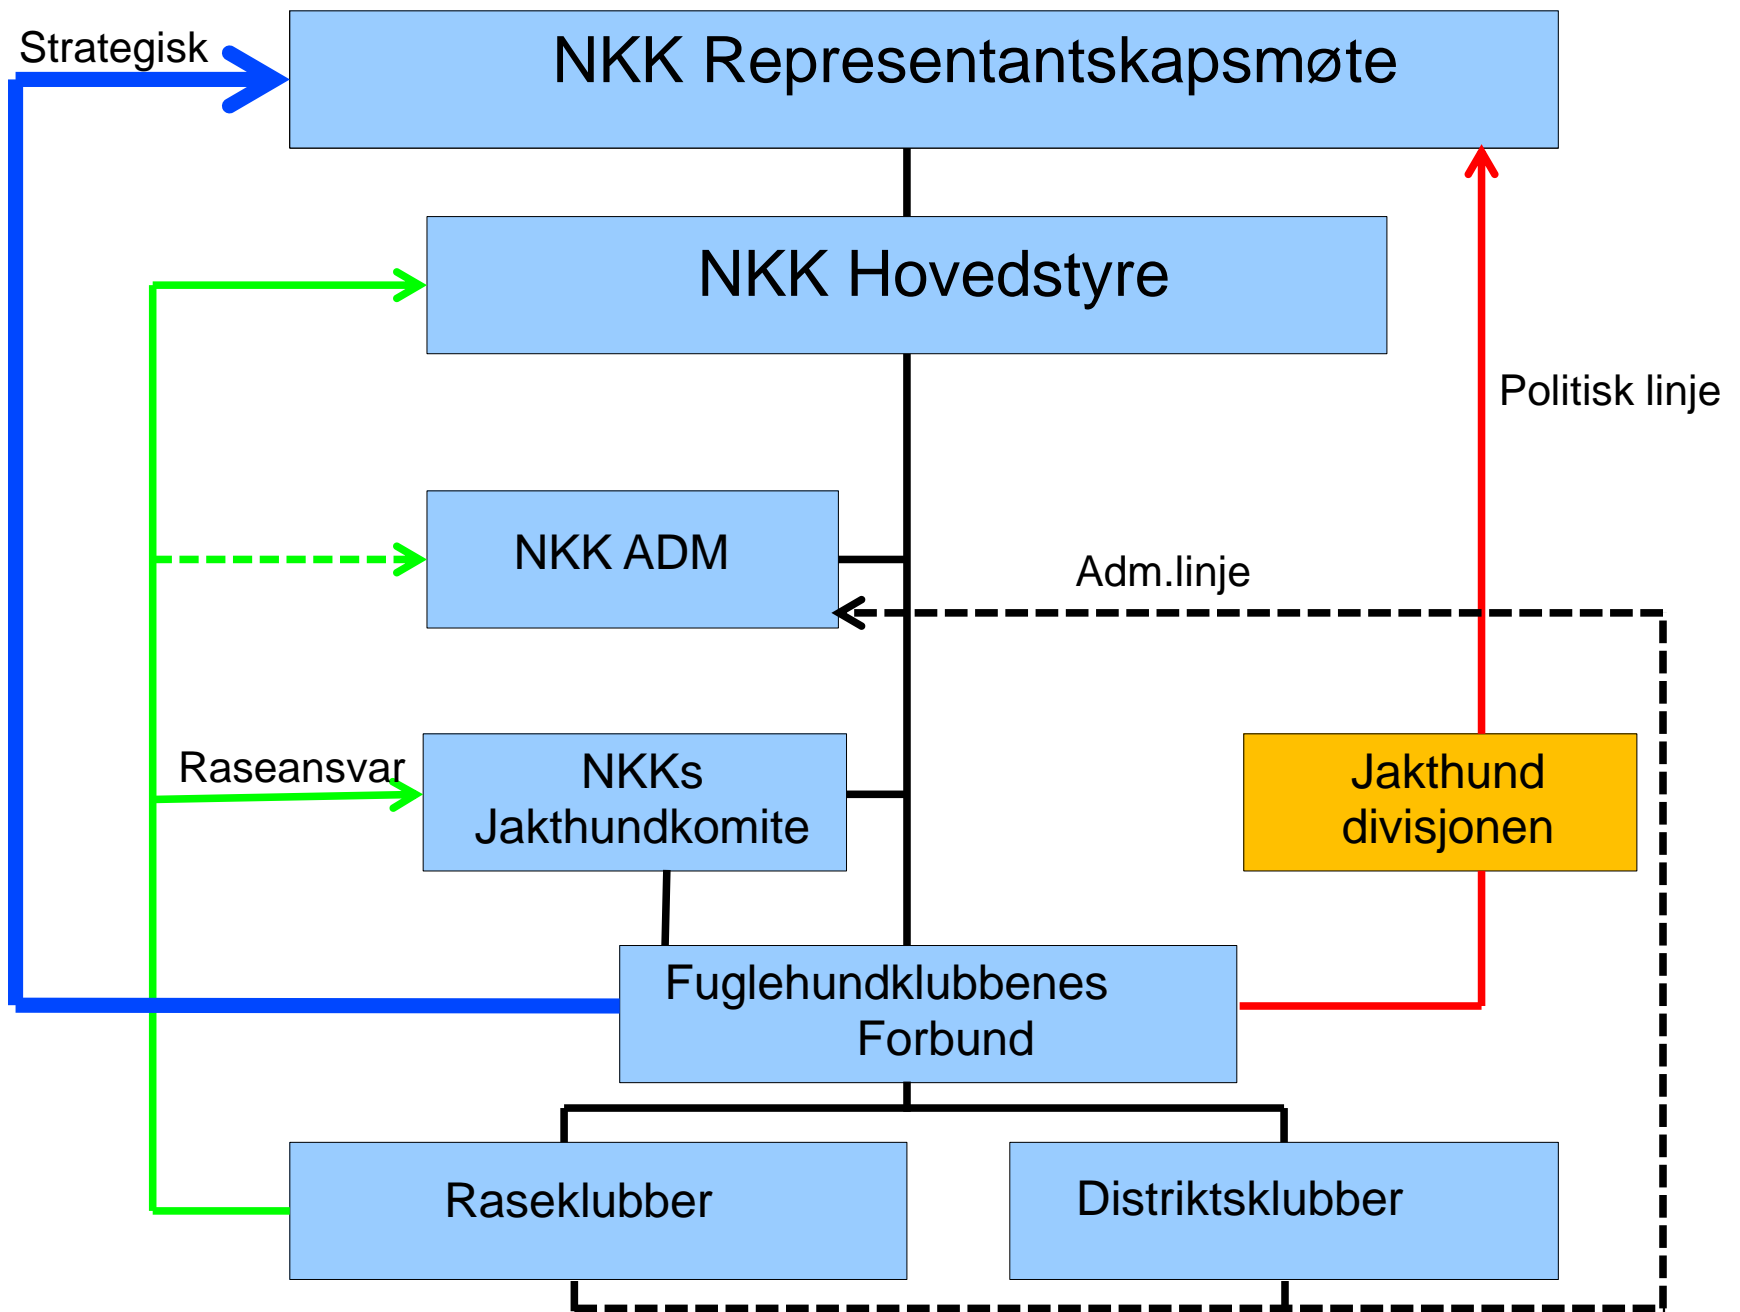 Strategisk
NKK Representantskapsmøte
NKK Hovedstyre
Politisk linje
NKK ADM
Adm.linje
Raseansvar
NKKs
Jakthundkomite
Jakthund
divisjonen
Fuglehundklubbenes
Forbund
Raseklubber
Distriktsklubber